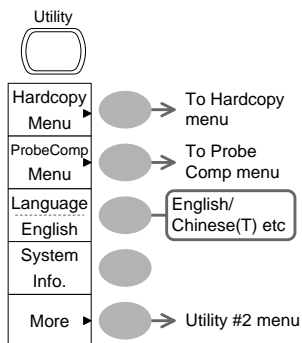 Utility
Hardcopy
Menu
To Hardcopy
menu
ProbeComp
Menu
To Probe
Comp menu
Language
English
English/
Chinese(T) etc
System
Info.
More
Utility #2 menu